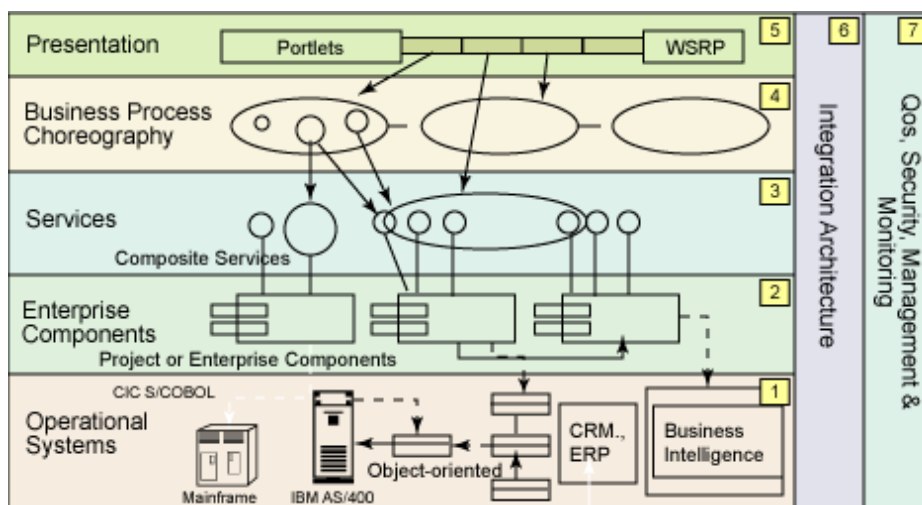 Presentation
Portlets
WSRP
5
Business Process
Choreography
4
Services
Composite Services
3
Enterprise
Components
Project or Enterprise Components
2
Operational
Systems
CIC S/COBOL
Mainframe
IBM AS/400
Object-oriented
CRM.,
ERP
Business
Intelligence
1
6
Integration Architecture
7
Qos, Security, Management &
Monitoring